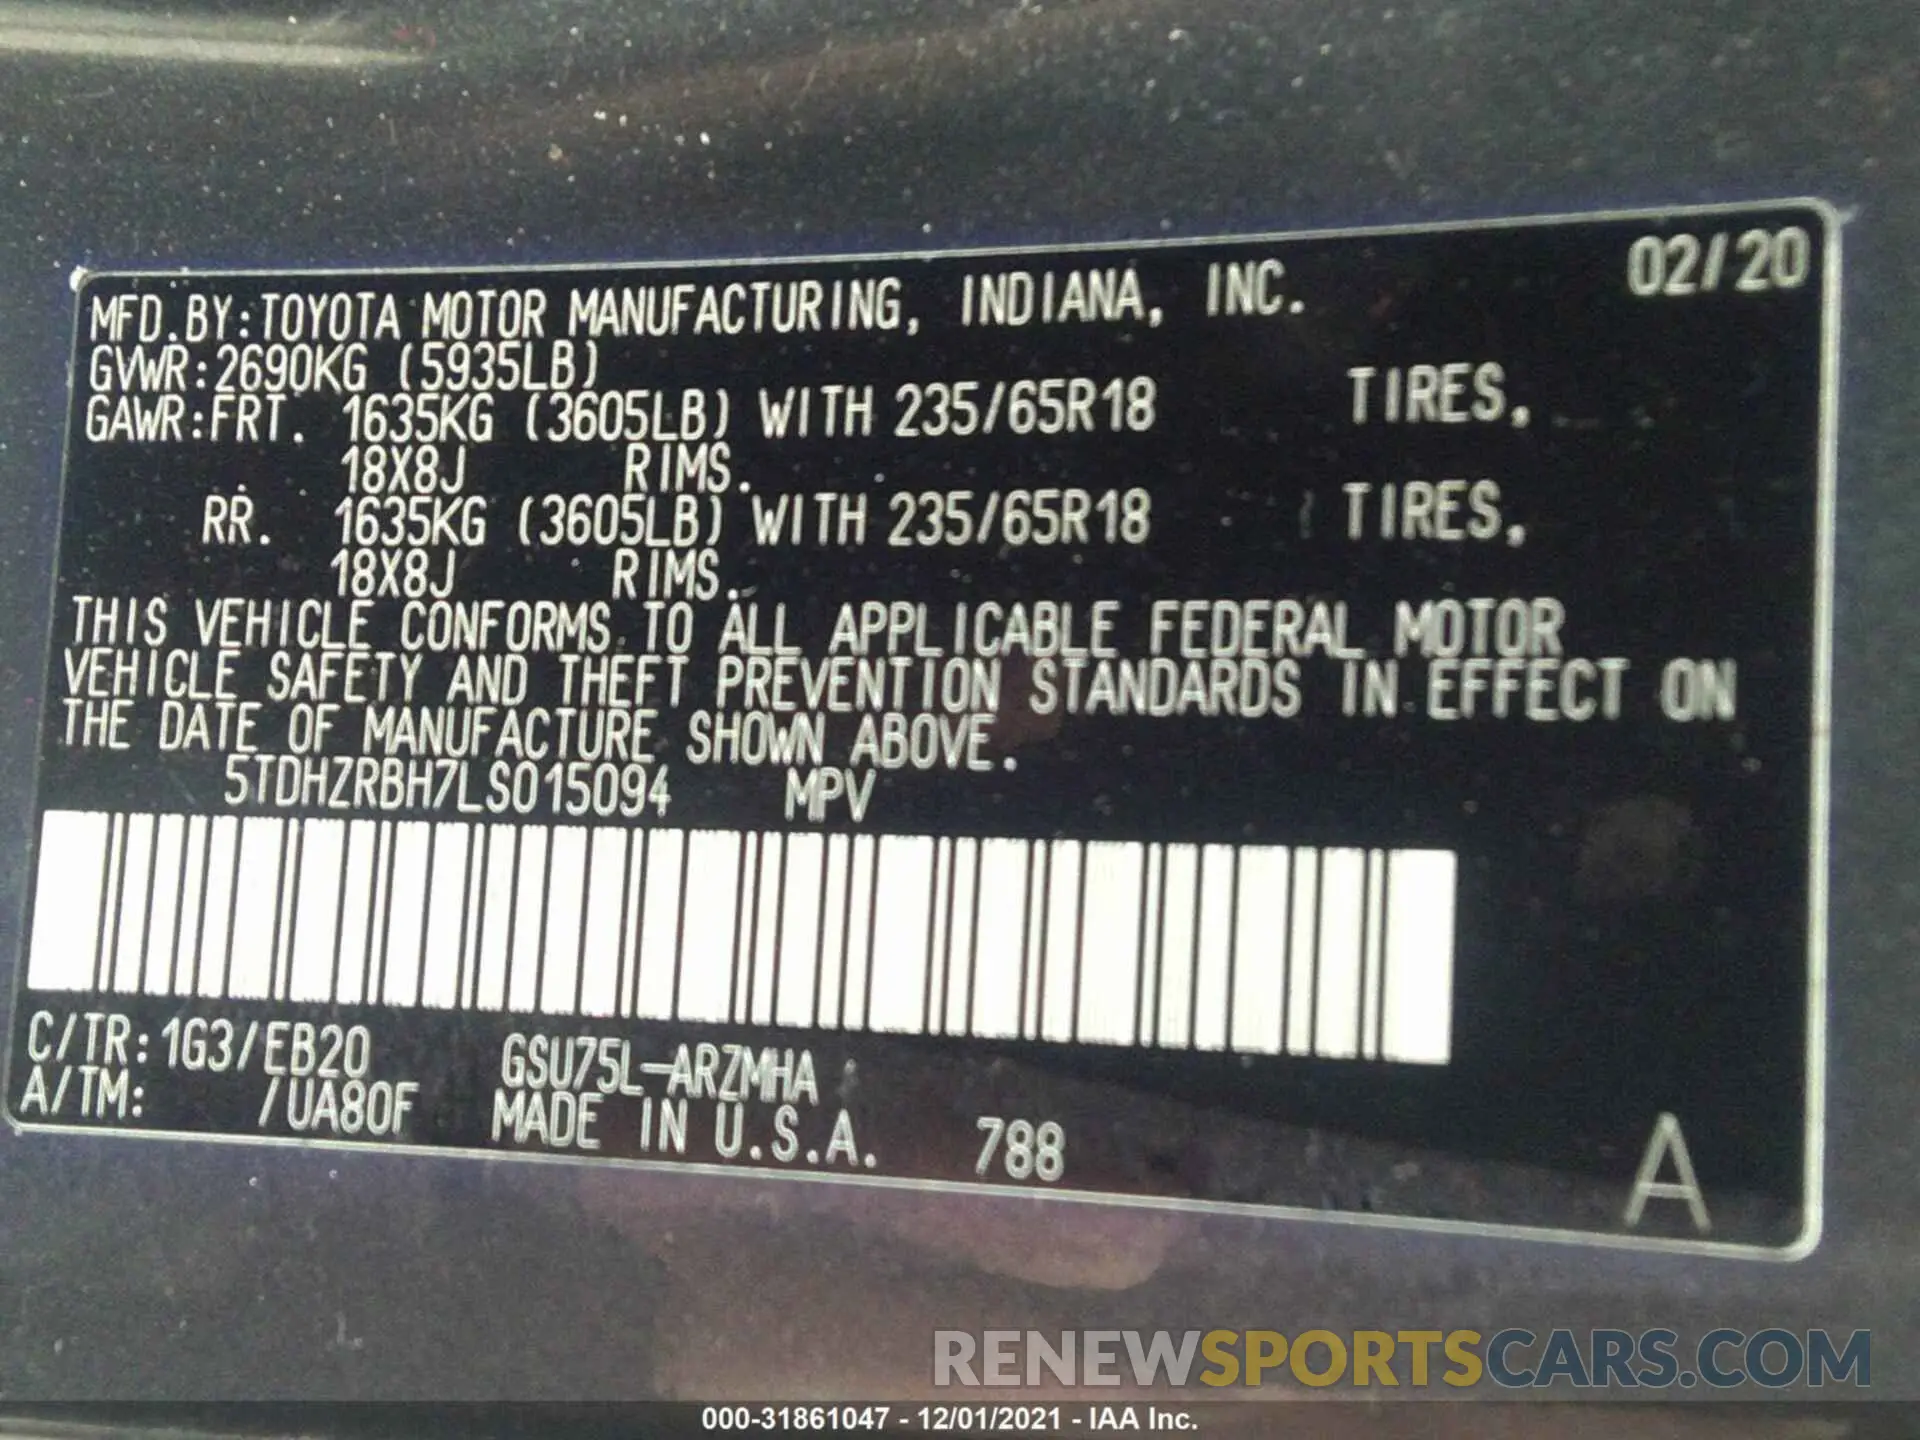 02/20
MFD.BY:TOYOTA MOTOR MANUFACTURING, INDIANA, INC.
GVWR:2690KG (5935LB)
GAWR:FRT. 1635KG (3605LB) WITH 235/65R18 TIRES,
18X8J RIMS.
RR. 1635KG (3605LB) WITH 235/65R18 TIRES,
18X8J RIMS.
THIS VEHICLE CONFORMS TO ALL APPLICABLE FEDERAL MOTOR
VEHICLE SAFETY AND THEFT PREVENTION STANDARDS IN EFFECT ON
THE DATE OF MANUFACTURE SHOWN ABOVE.
5TDHZRBH7LS015094 MPV
C/TR:1G3/EB20 GSU75L-ARZMHA
A/TM: /UA80F MADE IN U.S.A. 788
A
RENEWSPORTSCARS.COM
000-31861047 - 12/01/2021 - IAA Inc.